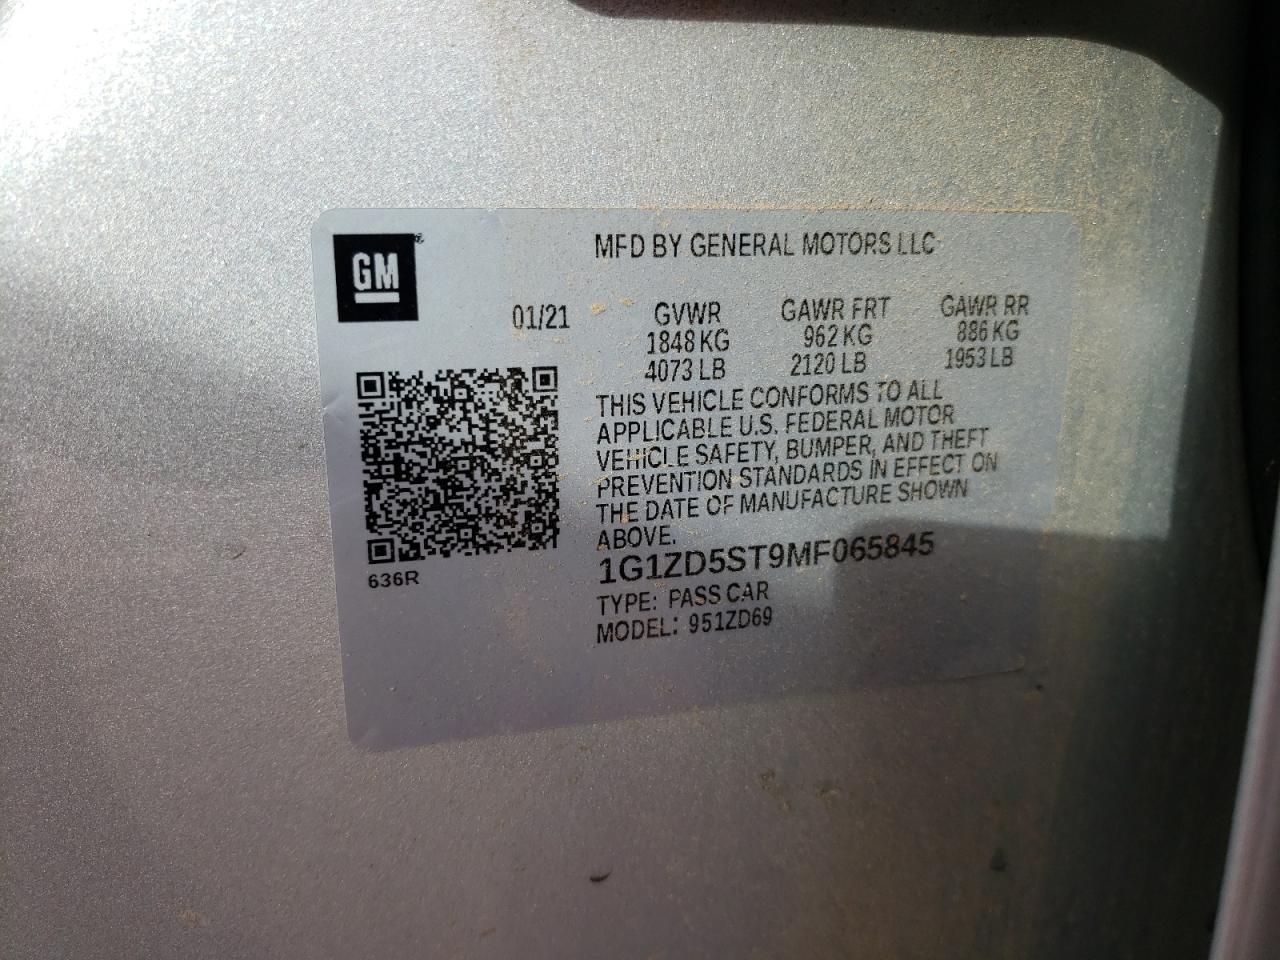 GM
MFD BY GENERAL MOTORS LLC
01/21
GVWR GAWR FRT GAWR RR
1848 KG 962 KG 886 KG
4073 LB 2120 LB 1953 LB
THIS VEHICLE CONFORMS TO ALL
APPLICABLE U.S. FEDERAL MOTOR
VEHICLE SAFETY, BUMPER, AND THEFT
PREVENTION STANDARDS IN EFFECT ON
THE DATE OF MANUFACTURE SHOWN
ABOVE.
1G1ZD5ST9MF065845
TYPE: PASS CAR
MODEL: 951ZD69
636R